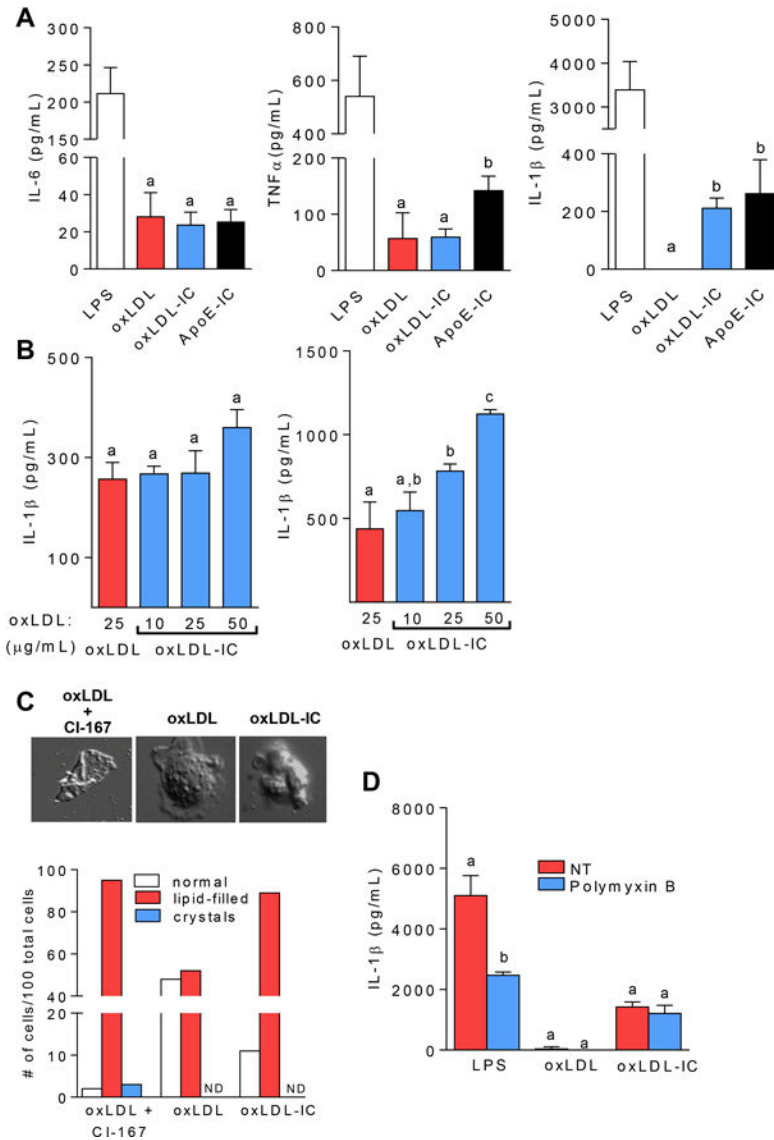 A
IL-6 (pg/mL)
300
250
200
150
60
40
20
0
a
a
a
LPS
oxLDL
oxLDL-IC
ApoE-IC
TNFα (pg/mL)
800
600
400
200
100
0
a
a
b
LPS
oxLDL
oxLDL-IC
ApoE-IC
IL-1β (pg/mL)
5000
4000
3000
400
200
0
a
b
b
LPS
oxLDL
oxLDL-IC
ApoE-IC
B
IL-1β (pg/mL)
500
300
100
a
a
a
a
oxLDL: 25 10 25 50
(µg/mL) oxLDL oxLDL-IC
IL-1β (pg/mL)
1500
1000
500
a
a,b
b
c
25 10 25 50
oxLDL oxLDL-IC
C
oxLDL
+
CI-167
oxLDL
oxLDL-IC
# of cells/100 total cells
100
80
60
40
20
10
0
normal
lipid-filled
crystals
ND
ND
oxLDL +
CI-167
oxLDL
oxLDL-IC
D
IL-1β (pg/mL)
8000
6000
4000
2000
0
NT
Polymyxin B
a
b
a
a
a
a
LPS
oxLDL
oxLDL-IC